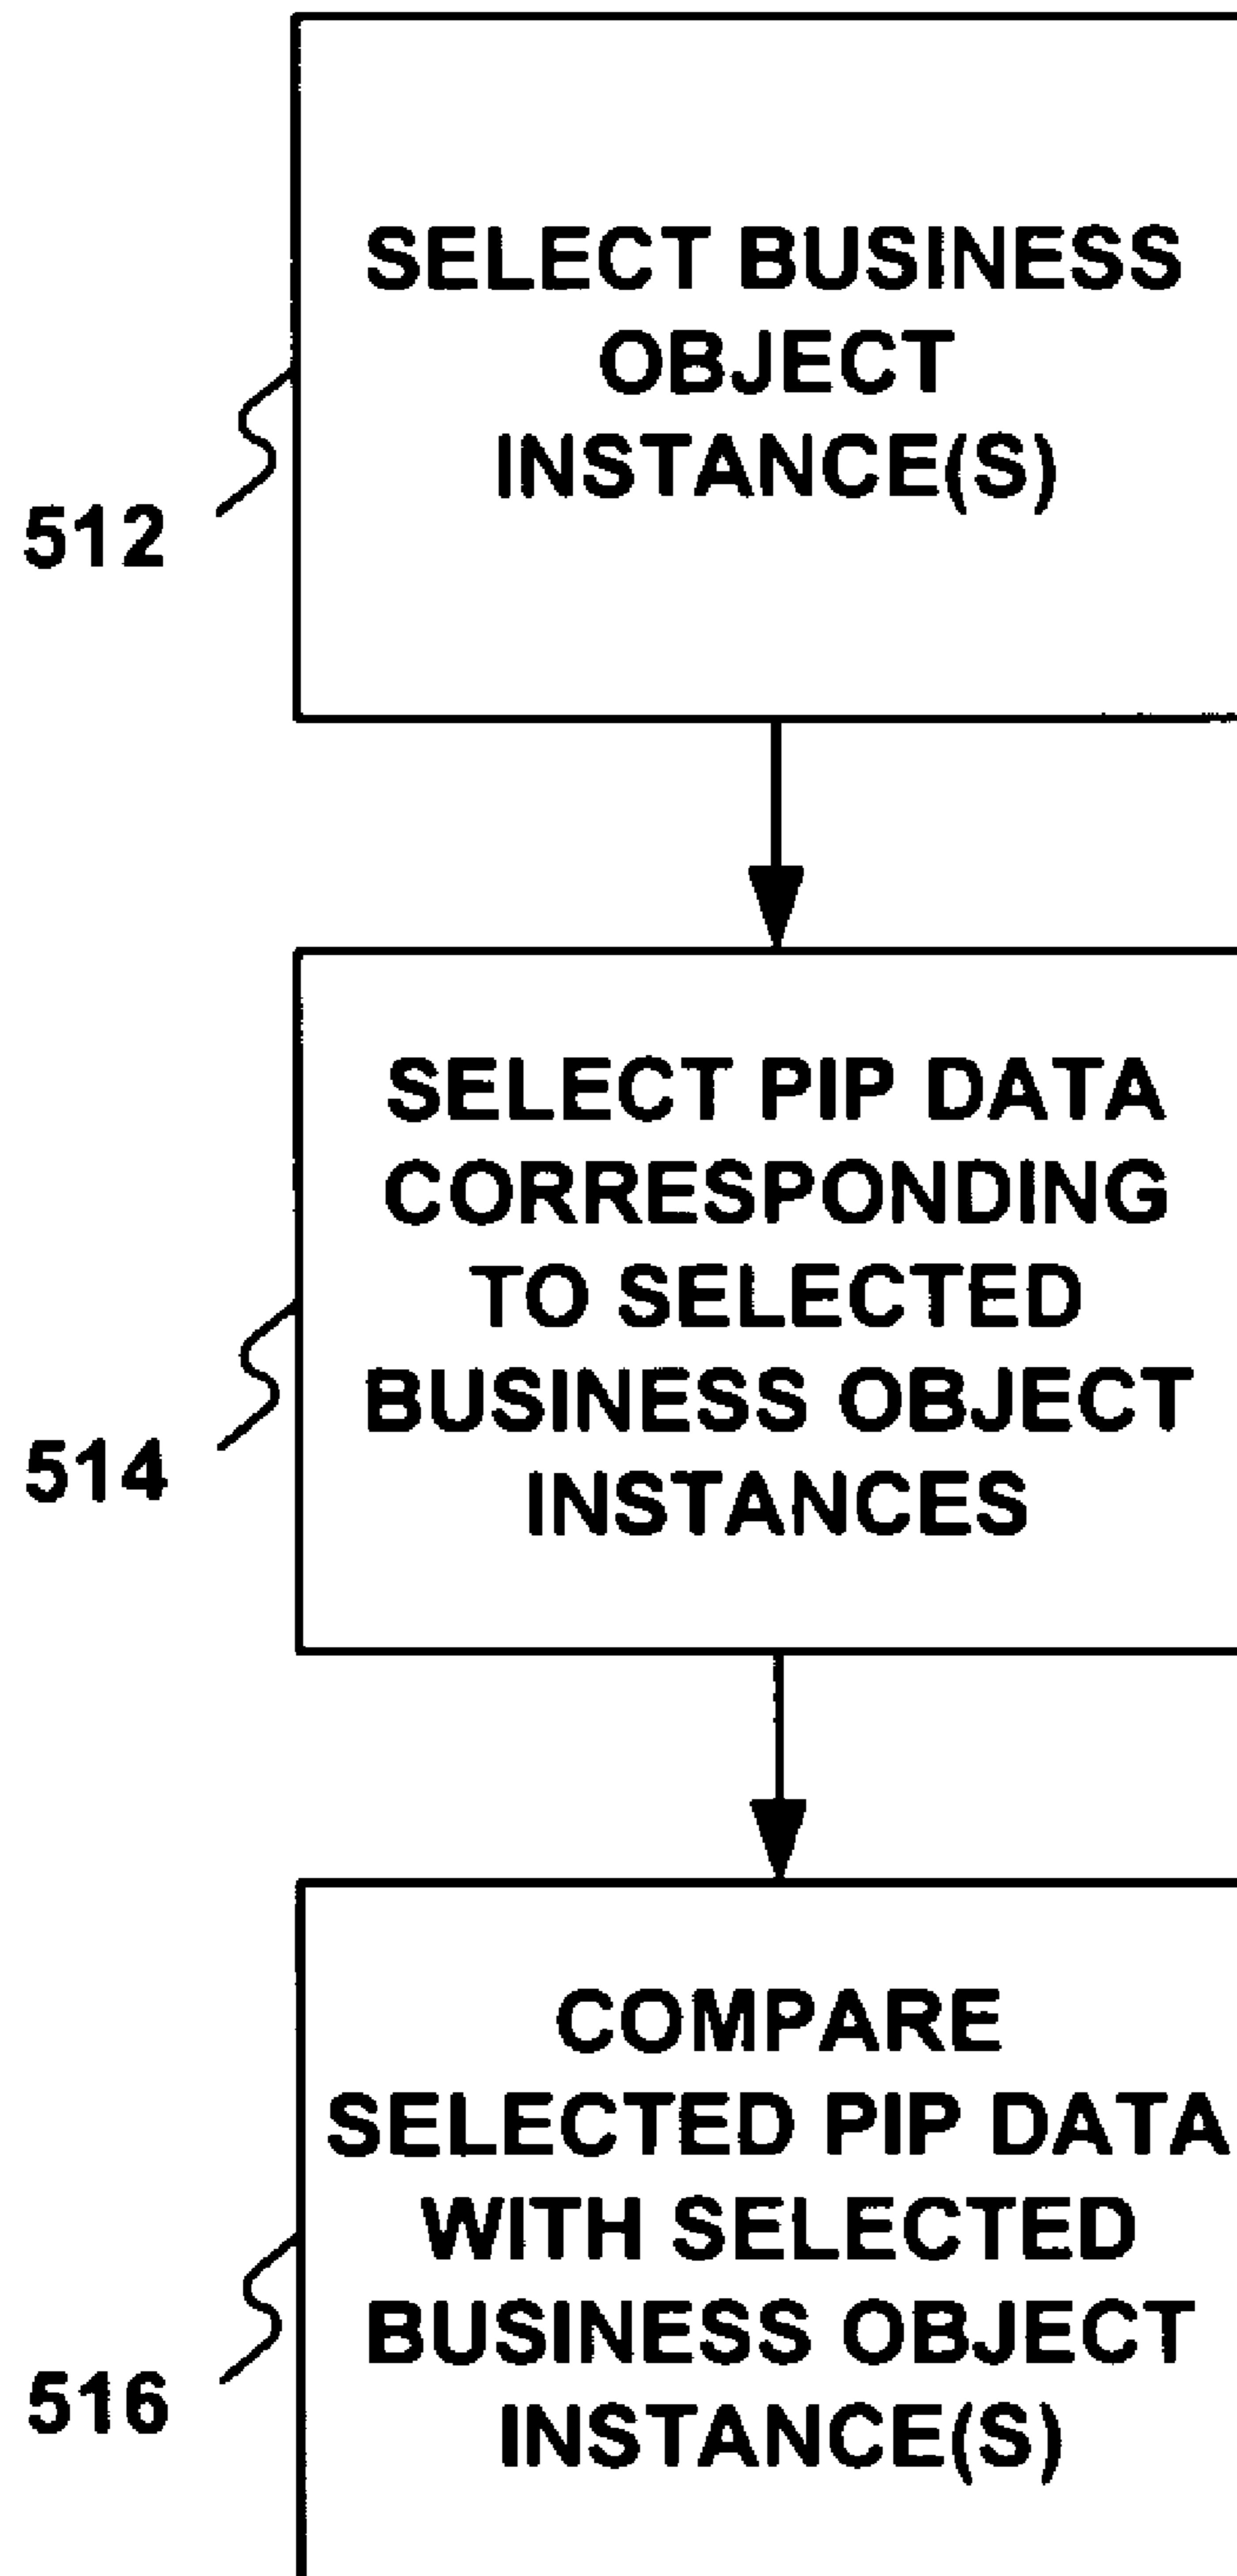 SELECT BUSINESS
OBJECT
INSTANCE(S)
512
SELECT PIP DATA
CORRESPONDING
TO SELECTED
BUSINESS OBJECT
INSTANCES
514
COMPARE
SELECTED PIP DATA
WITH SELECTED
BUSINESS OBJECT
INSTANCE(S)
516